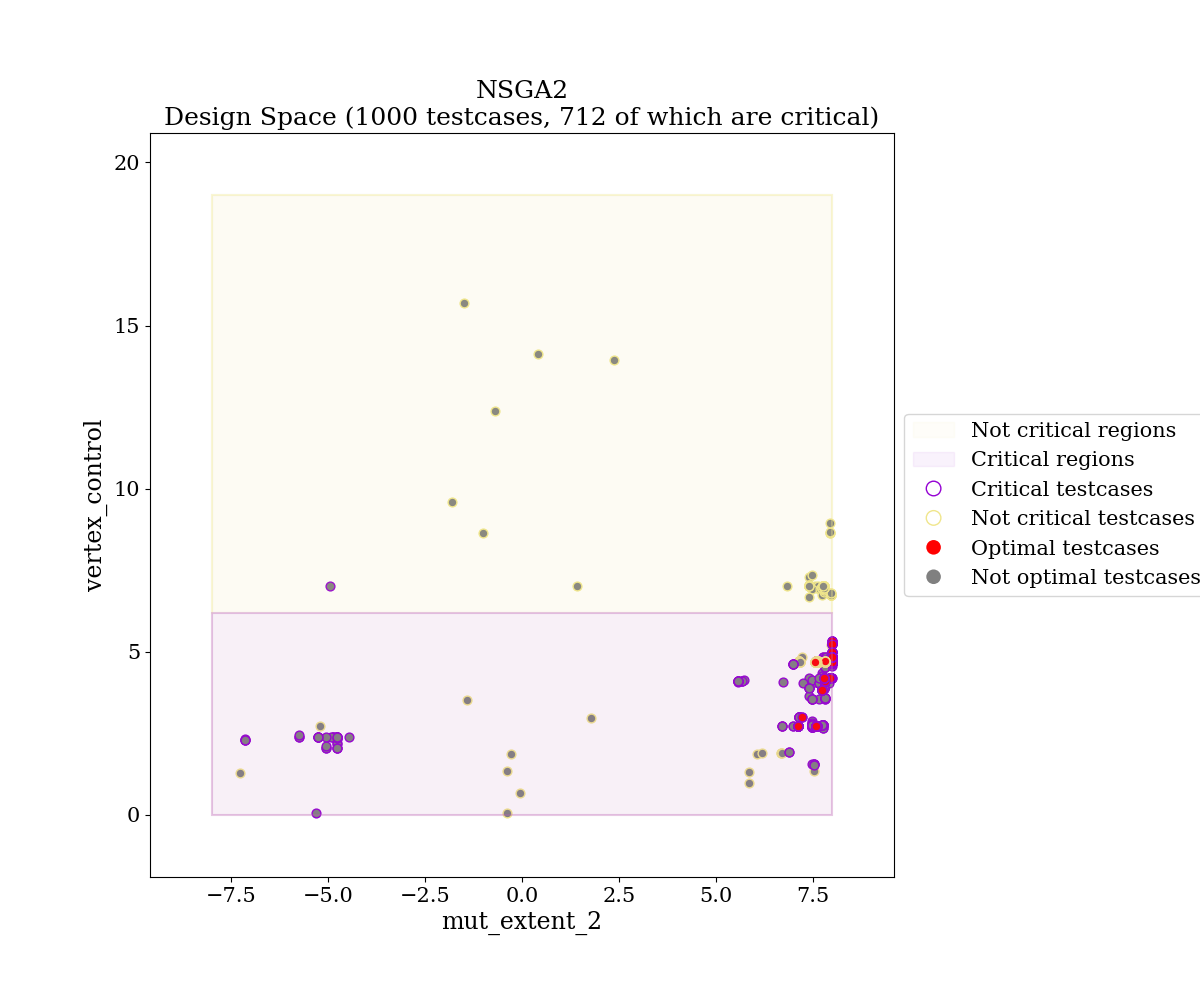 NSGA2
Design Space (1000 testcases, 712 of which are critical)
20
15
10
5
0
vertex_control
−7.5
−5.0
−2.5
0.0
2.5
5.0
7.5
mut_extent_2
Not critical regions
Critical regions
Critical testcases
Not critical testcases
Optimal testcases
Not optimal testcases